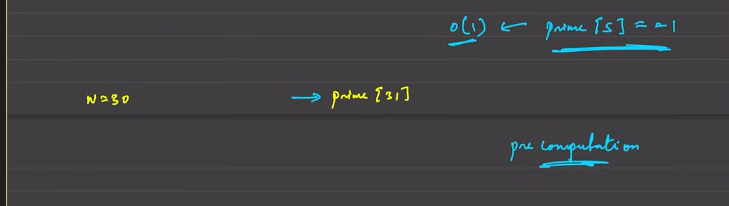 O(1) ← prime[5] == 1
N=30 → prime[31]
pre computation